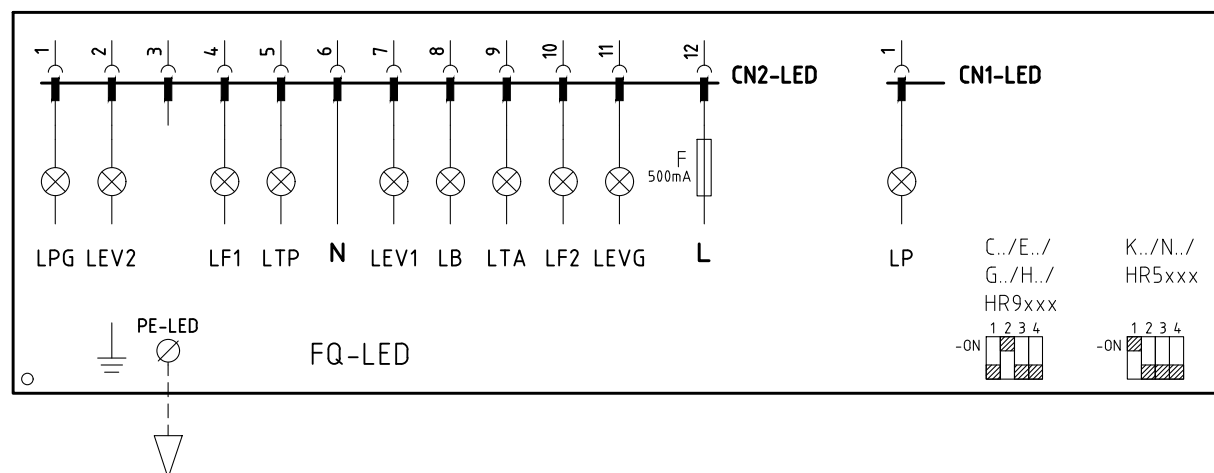 1 2 3 4 5 6 7 8 9 10 11 12 CN2-LED 1 CN1-LED
F
500mA
LPG LEV2 LF1 LTP N LEV1 LB LTA LF2 LEVG L LP
C../E../
G../H../
HR9xxx
K../N../
HR5xxx
PE-LED
FQ-LED
1 2 3 4
-ON
1 2 3 4
-ON